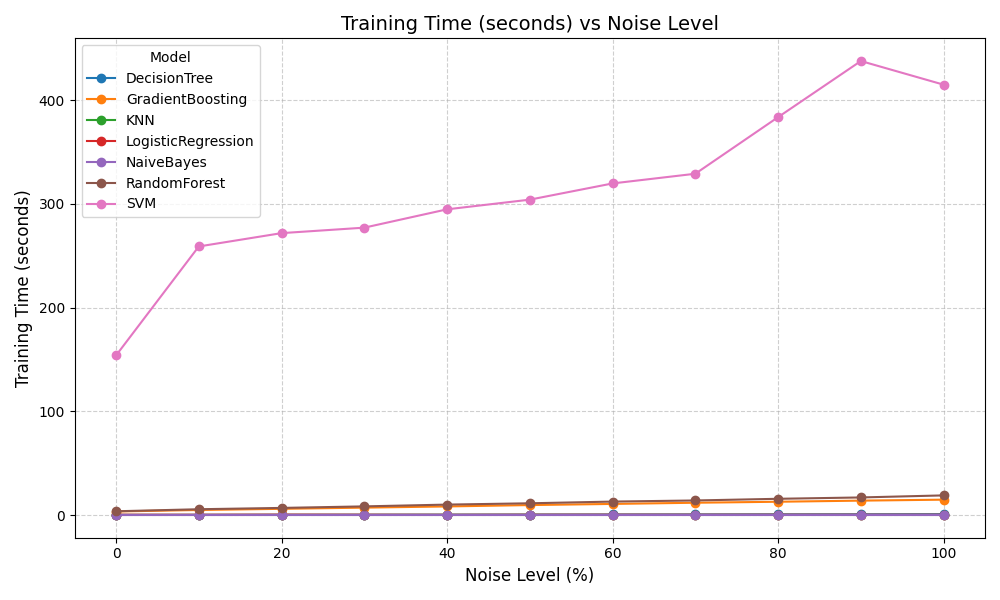 Training Time (seconds) vs Noise Level
Model
DecisionTree
GradientBoosting
KNN
LogisticRegression
NaiveBayes
RandomForest
SVM
Training Time (seconds)
400
300
200
100
0
0 20 40 60 80 100
Noise Level (%)